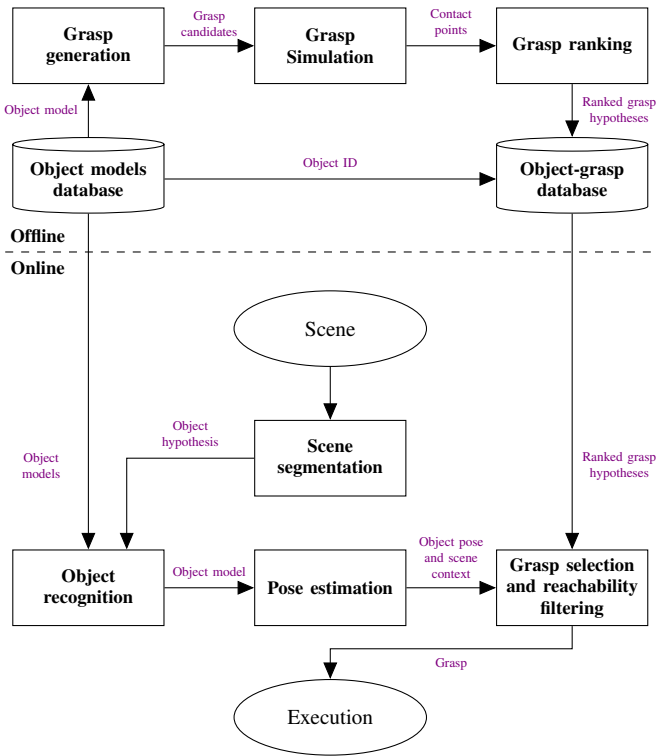 Grasp
generation
Grasp
candidates
Grasp
Simulation
Contact
points
Grasp ranking
Object model
Ranked grasp
hypotheses
Object models
database
Object ID
Object-grasp
database
Offline
Online
Scene
Object
hypothesis
Scene
segmentation
Object
models
Ranked grasp
hypotheses
Object
recognition
Object model
Pose estimation
Object pose
and scene
context
Grasp selection
and reachability
filtering
Grasp
Execution